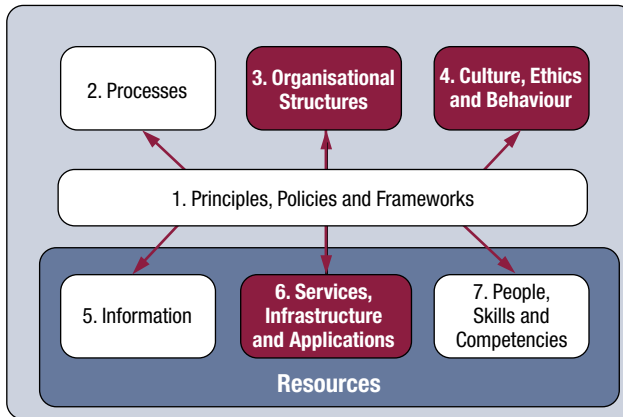 2. Processes
3. Organisational
Structures
4. Culture, Ethics
and Behaviour
1. Principles, Policies and Frameworks
5. Information
6. Services,
Infrastructure
and Applications
7. People,
Skills and
Competencies
Resources